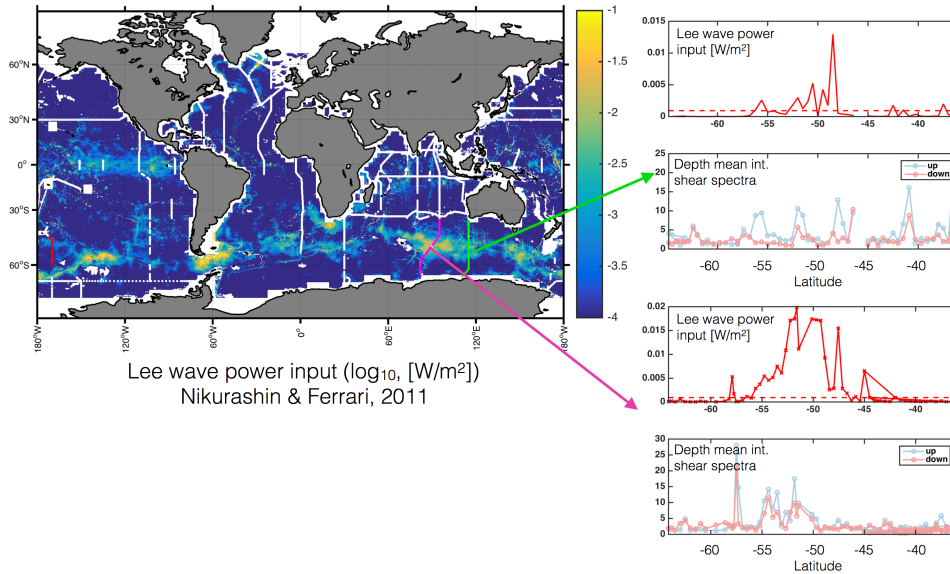 60°N
30°N
0°
30°S
60°S
180°W
120°W
60°W
0°
60°E
120°E
180°W
-1
-1.5
-2
-2.5
-3
-3.5
-4
Lee wave power input (log10, [W/m²])
Nikurashin & Ferrari, 2011
0.015
0.01
0.005
0
Lee wave power
input [W/m²]
-60
-55
-50
-45
-40
25
20
15
10
5
0
Depth mean int.
shear spectra
up
down
-60
-55
-50
-45
-40
Latitude
0.02
0.015
0.01
0.005
0
Lee wave power
input [W/m²]
-60
-55
-50
-45
-40
30
25
20
15
10
5
0
Depth mean int.
shear spectra
up
down
-60
-55
-50
-45
-40
Latitude